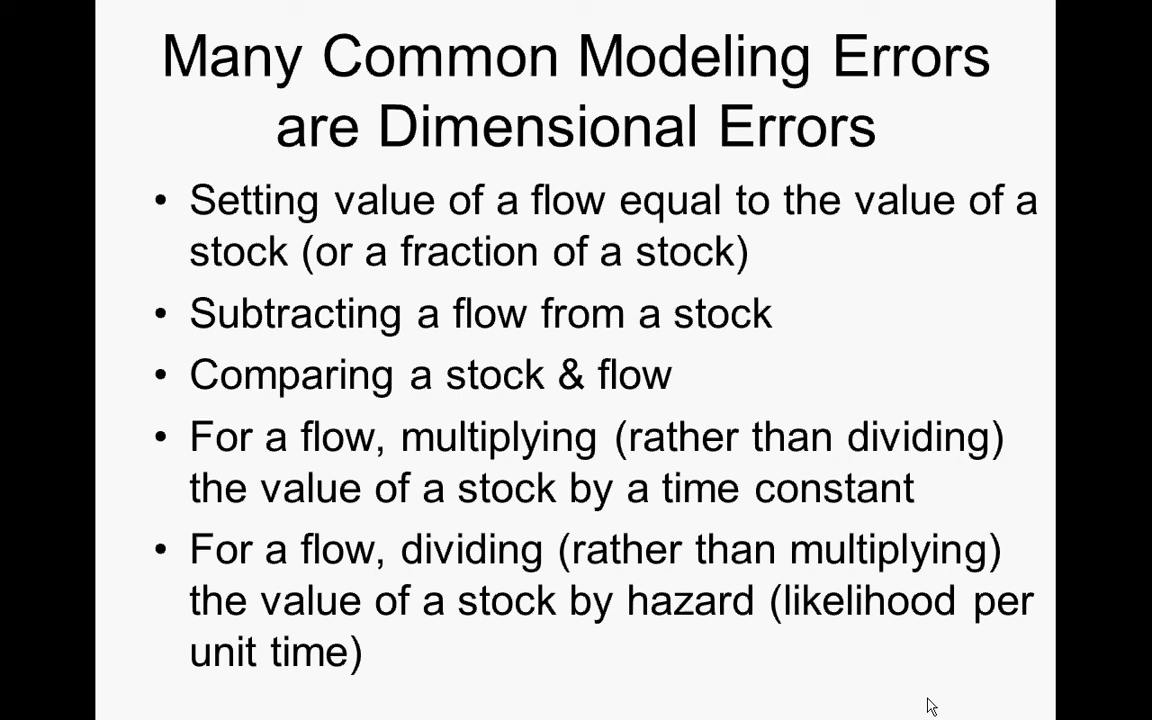 Many Common Modeling Errors
are Dimensional Errors
• Setting value of a flow equal to the value of a
stock (or a fraction of a stock)
• Subtracting a flow from a stock
• Comparing a stock & flow
• For a flow, multiplying (rather than dividing)
the value of a stock by a time constant
• For a flow, dividing (rather than multiplying)
the value of a stock by hazard (likelihood per
unit time)